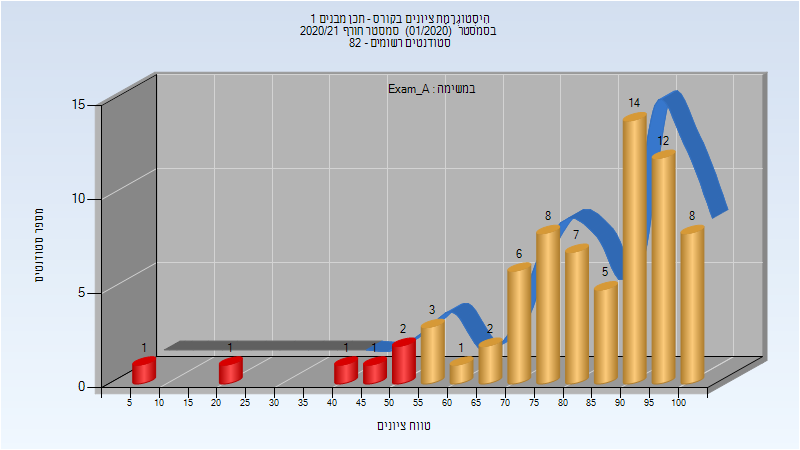 היסטוגרמת ציונים בקורס - תכן מבנים 1
בסמסטר (01/2020) סמסטר חורף 2020/21
סטודנטים רשומים - 82
במשימה : Exam_A
מספר סטודנטים
15
10
5
0
1
1
1
1
2
3
1
2
6
8
7
5
14
12
8
5 10 15 20 25 30 35 40 45 50 55 60 65 70 75 80 85 90 95 100
טווח ציונים